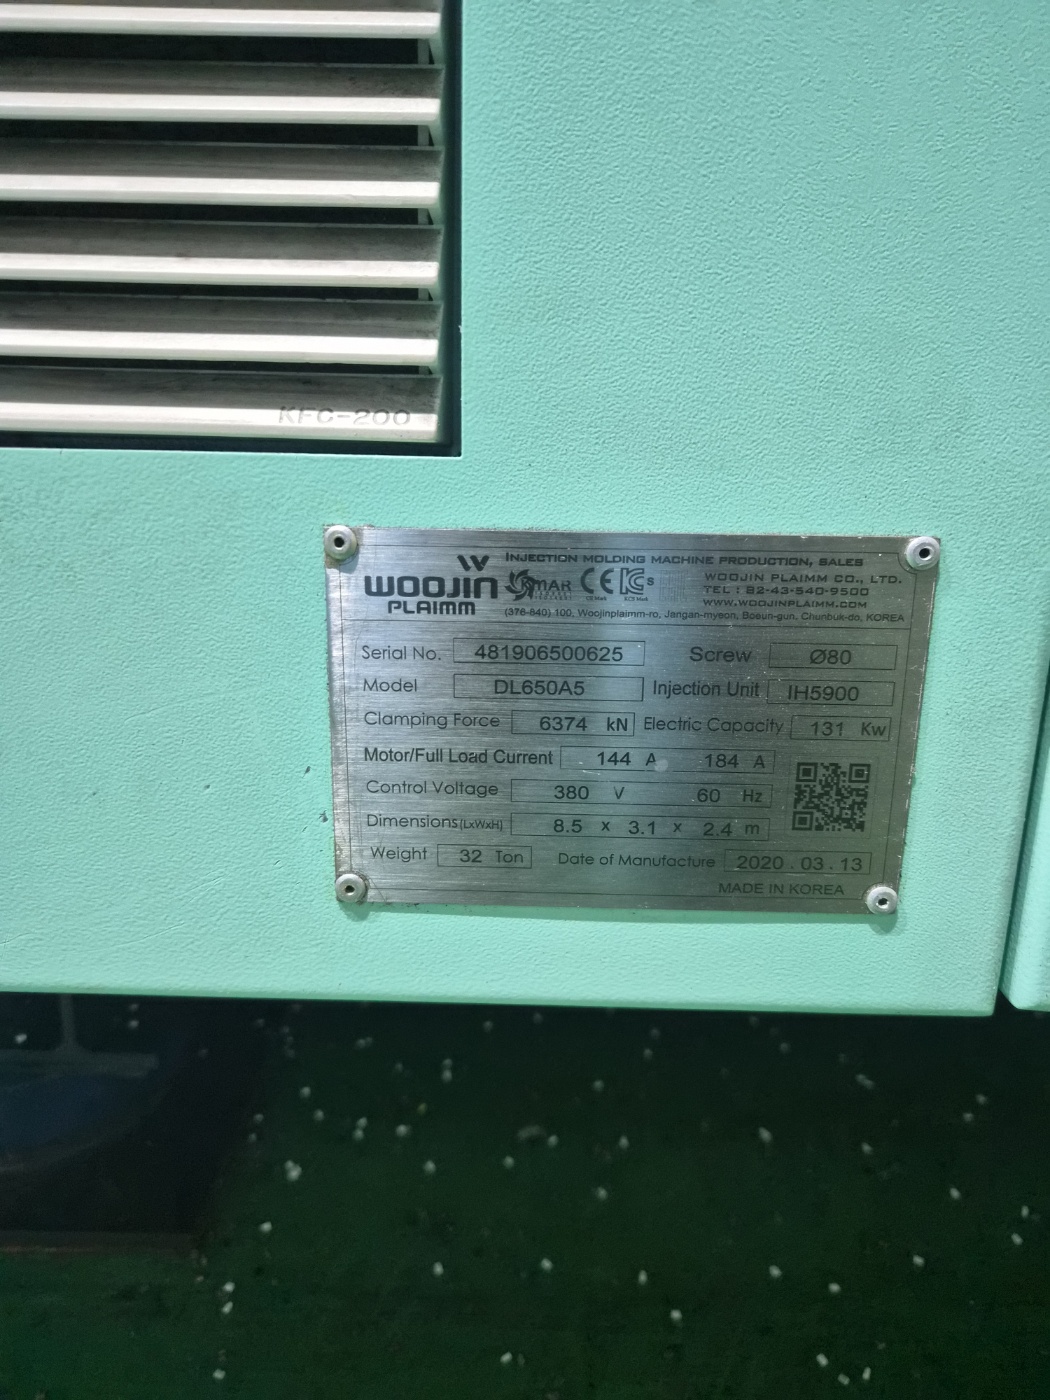 KFC-200
INJECTION MOLDING MACHINE PRODUCTION, SALES
WOOJIN PLAIMM
CE
WOOJIN PLAIMM CO., LTD.
TEL : 82-43-540-9500
WWW.WOOJINPLAIMM.COM
(376-840) 100, Woojinplaimm-ro, Jangan-myeon, Boeun-gun, Chunbuk-do, KOREA
Serial No. 481906500625 Screw Ø80
Model DL650A5 Injection Unit IH5900
Clamping Force 6374 kN Electric Capacity 131 Kw
Motor/Full Load Current 144 A 184 A
Control Voltage 380 V 60 Hz
Dimensions(LxWxH) 8.5 x 3.1 x 2.4 m
Weight 32 Ton Date of Manufacture 2020 . 03 . 13
MADE IN KOREA